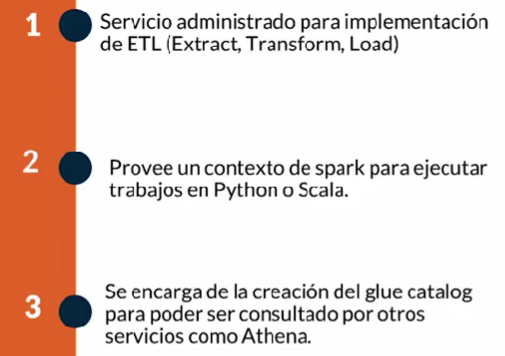 1
Servicio administrado para implementación
de ETL (Extract, Transform, Load)
2
Provee un contexto de spark para ejecutar
trabajos en Python o Scala.
3
Se encarga de la creación del glue catalog
para poder ser consultado por otros
servicios como Athena.